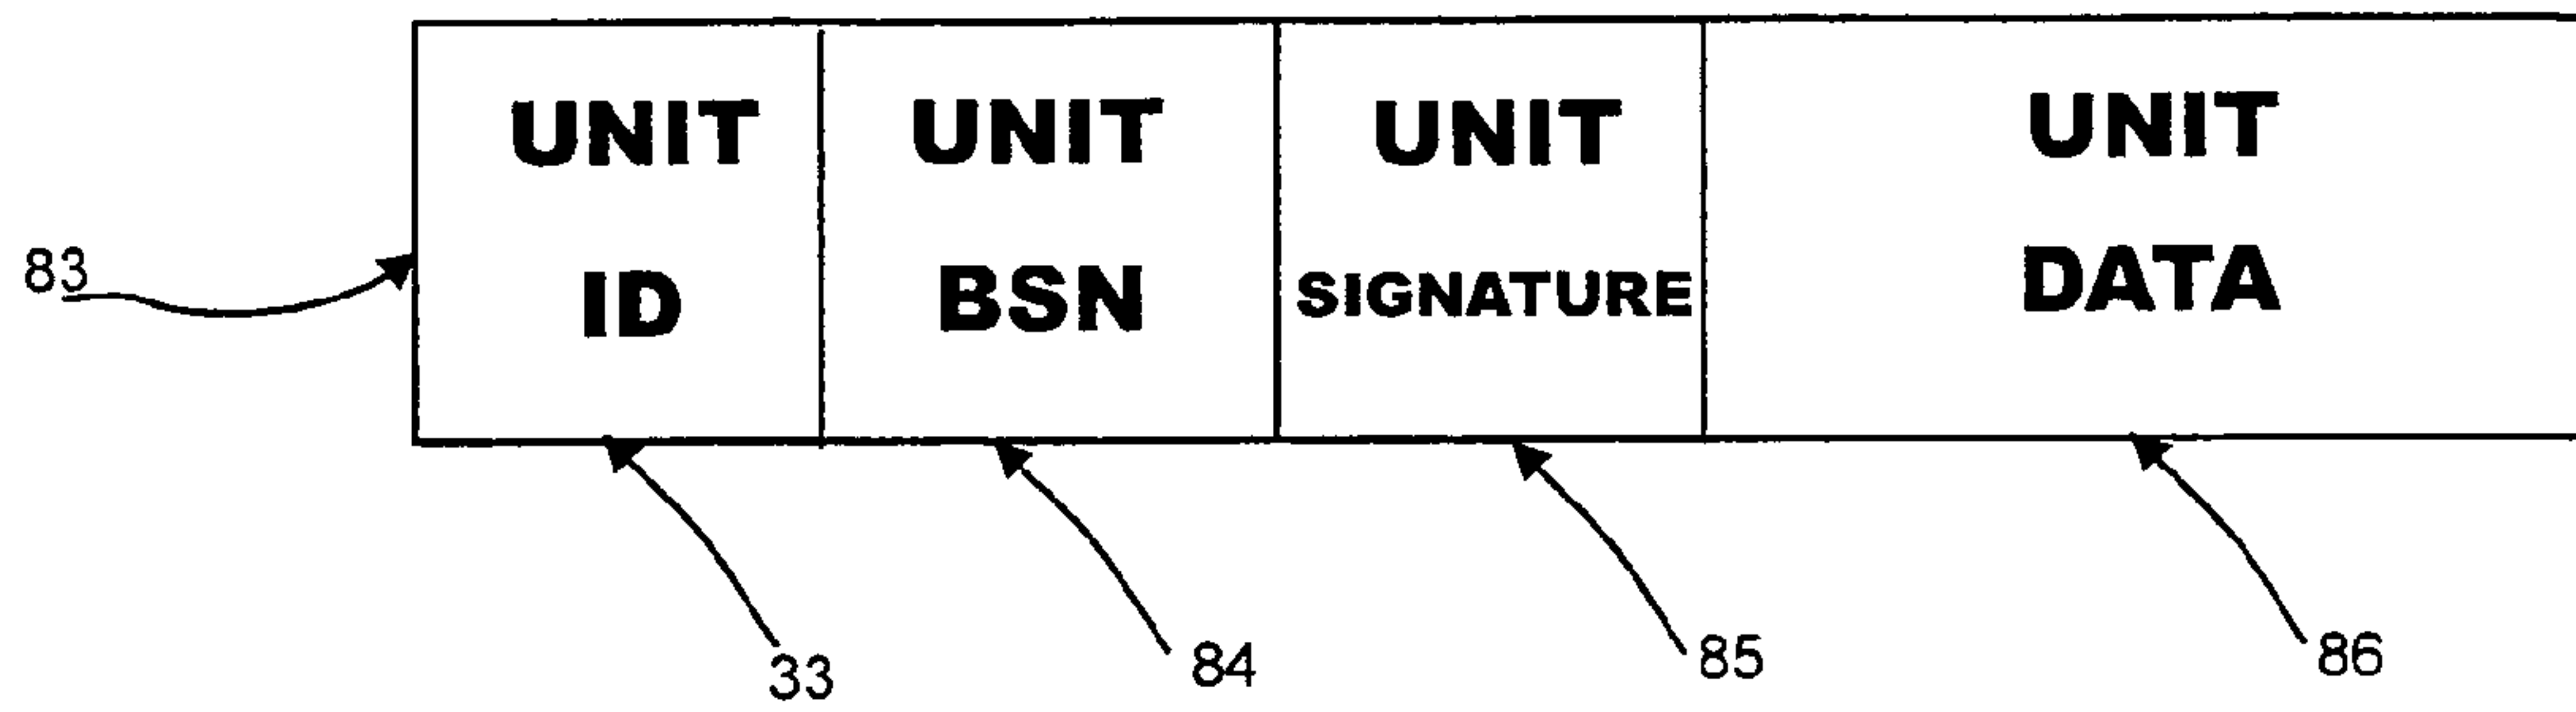 UNIT UNIT UNIT UNIT
ID BSN SIGNATURE DATA
83
33 84 85 86